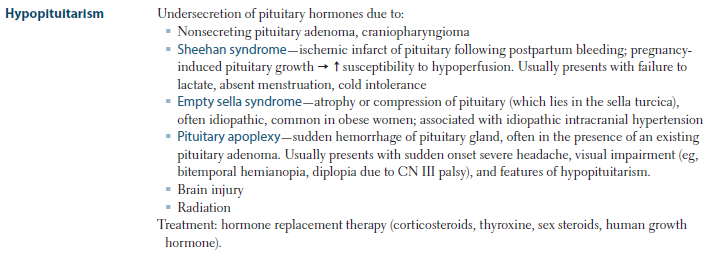 Hypopituitarism Undersecretion of pituitary hormones due to:
▪ Nonsecreting pituitary adenoma, craniopharyngioma
▪ Sheehan syndrome—ischemic infarct of pituitary following postpartum bleeding; pregnancy-
induced pituitary growth → ↑ susceptibility to hypoperfusion. Usually presents with failure to
lactate, absent menstruation, cold intolerance
▪ Empty sella syndrome—atrophy or compression of pituitary (which lies in the sella turcica),
often idiopathic, common in obese women; associated with idiopathic intracranial hypertension
▪ Pituitary apoplexy—sudden hemorrhage of pituitary gland, often in the presence of an existing
pituitary adenoma. Usually presents with sudden onset severe headache, visual impairment (eg,
bitemporal hemianopia, diplopia due to CN III palsy), and features of hypopituitarism.
▪ Brain injury
▪ Radiation
Treatment: hormone replacement therapy (corticosteroids, thyroxine, sex steroids, human growth
hormone).